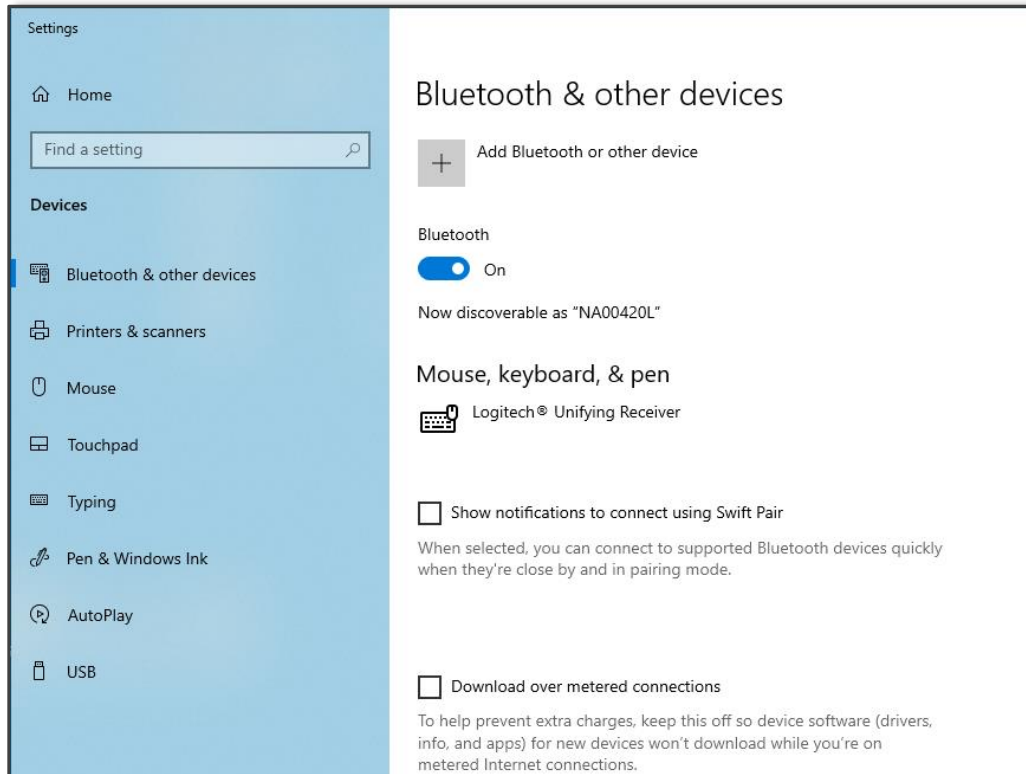 Settings
Home
Find a setting
Devices
Bluetooth & other devices
Printers & scanners
Mouse
Touchpad
Typing
Pen & Windows Ink
AutoPlay
USB
Bluetooth & other devices
Add Bluetooth or other device
Bluetooth
On
Now discoverable as “NA00420L”
Mouse, keyboard, & pen
Logitech® Unifying Receiver
Show notifications to connect using Swift Pair
When selected, you can connect to supported Bluetooth devices quickly
when they're close by and in pairing mode.
Download over metered connections
To help prevent extra charges, keep this off so device software (drivers,
info, and apps) for new devices won’t download while you’re on
metered Internet connections.